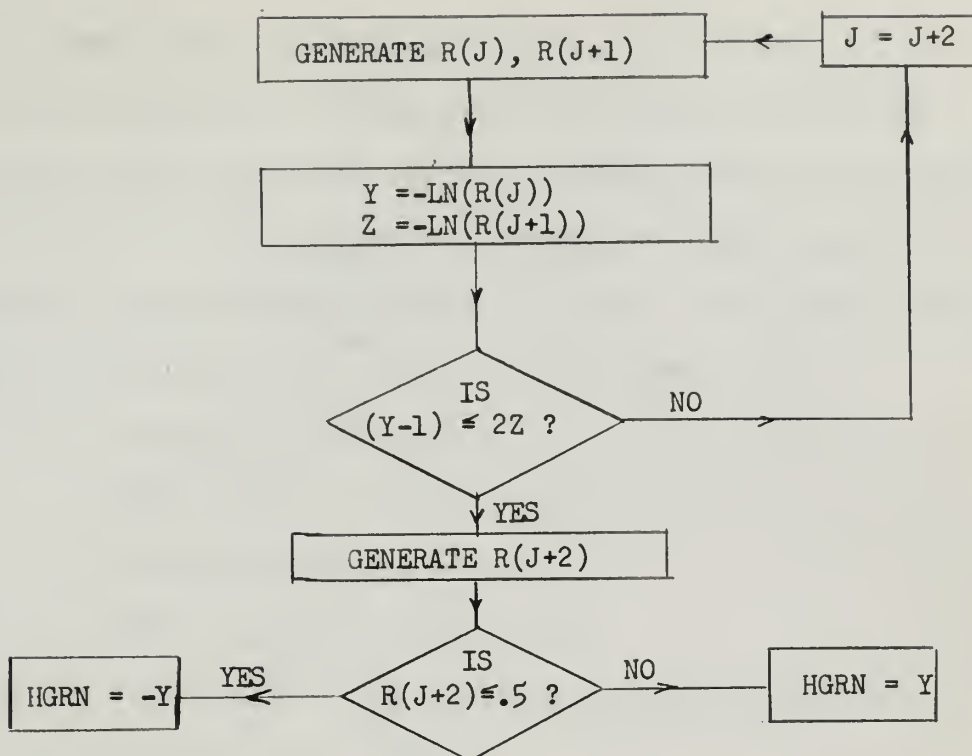 GENERATE R(J), R(J+1)
J = J+2
Y =-LN(R(J))
Z =-LN(R(J+1))
IS
(Y-1) ≤ 2Z ?
NO
YES
GENERATE R(J+2)
IS
R(J+2)≤.5 ?
YES
NO
HGRN = -Y
HGRN = Y